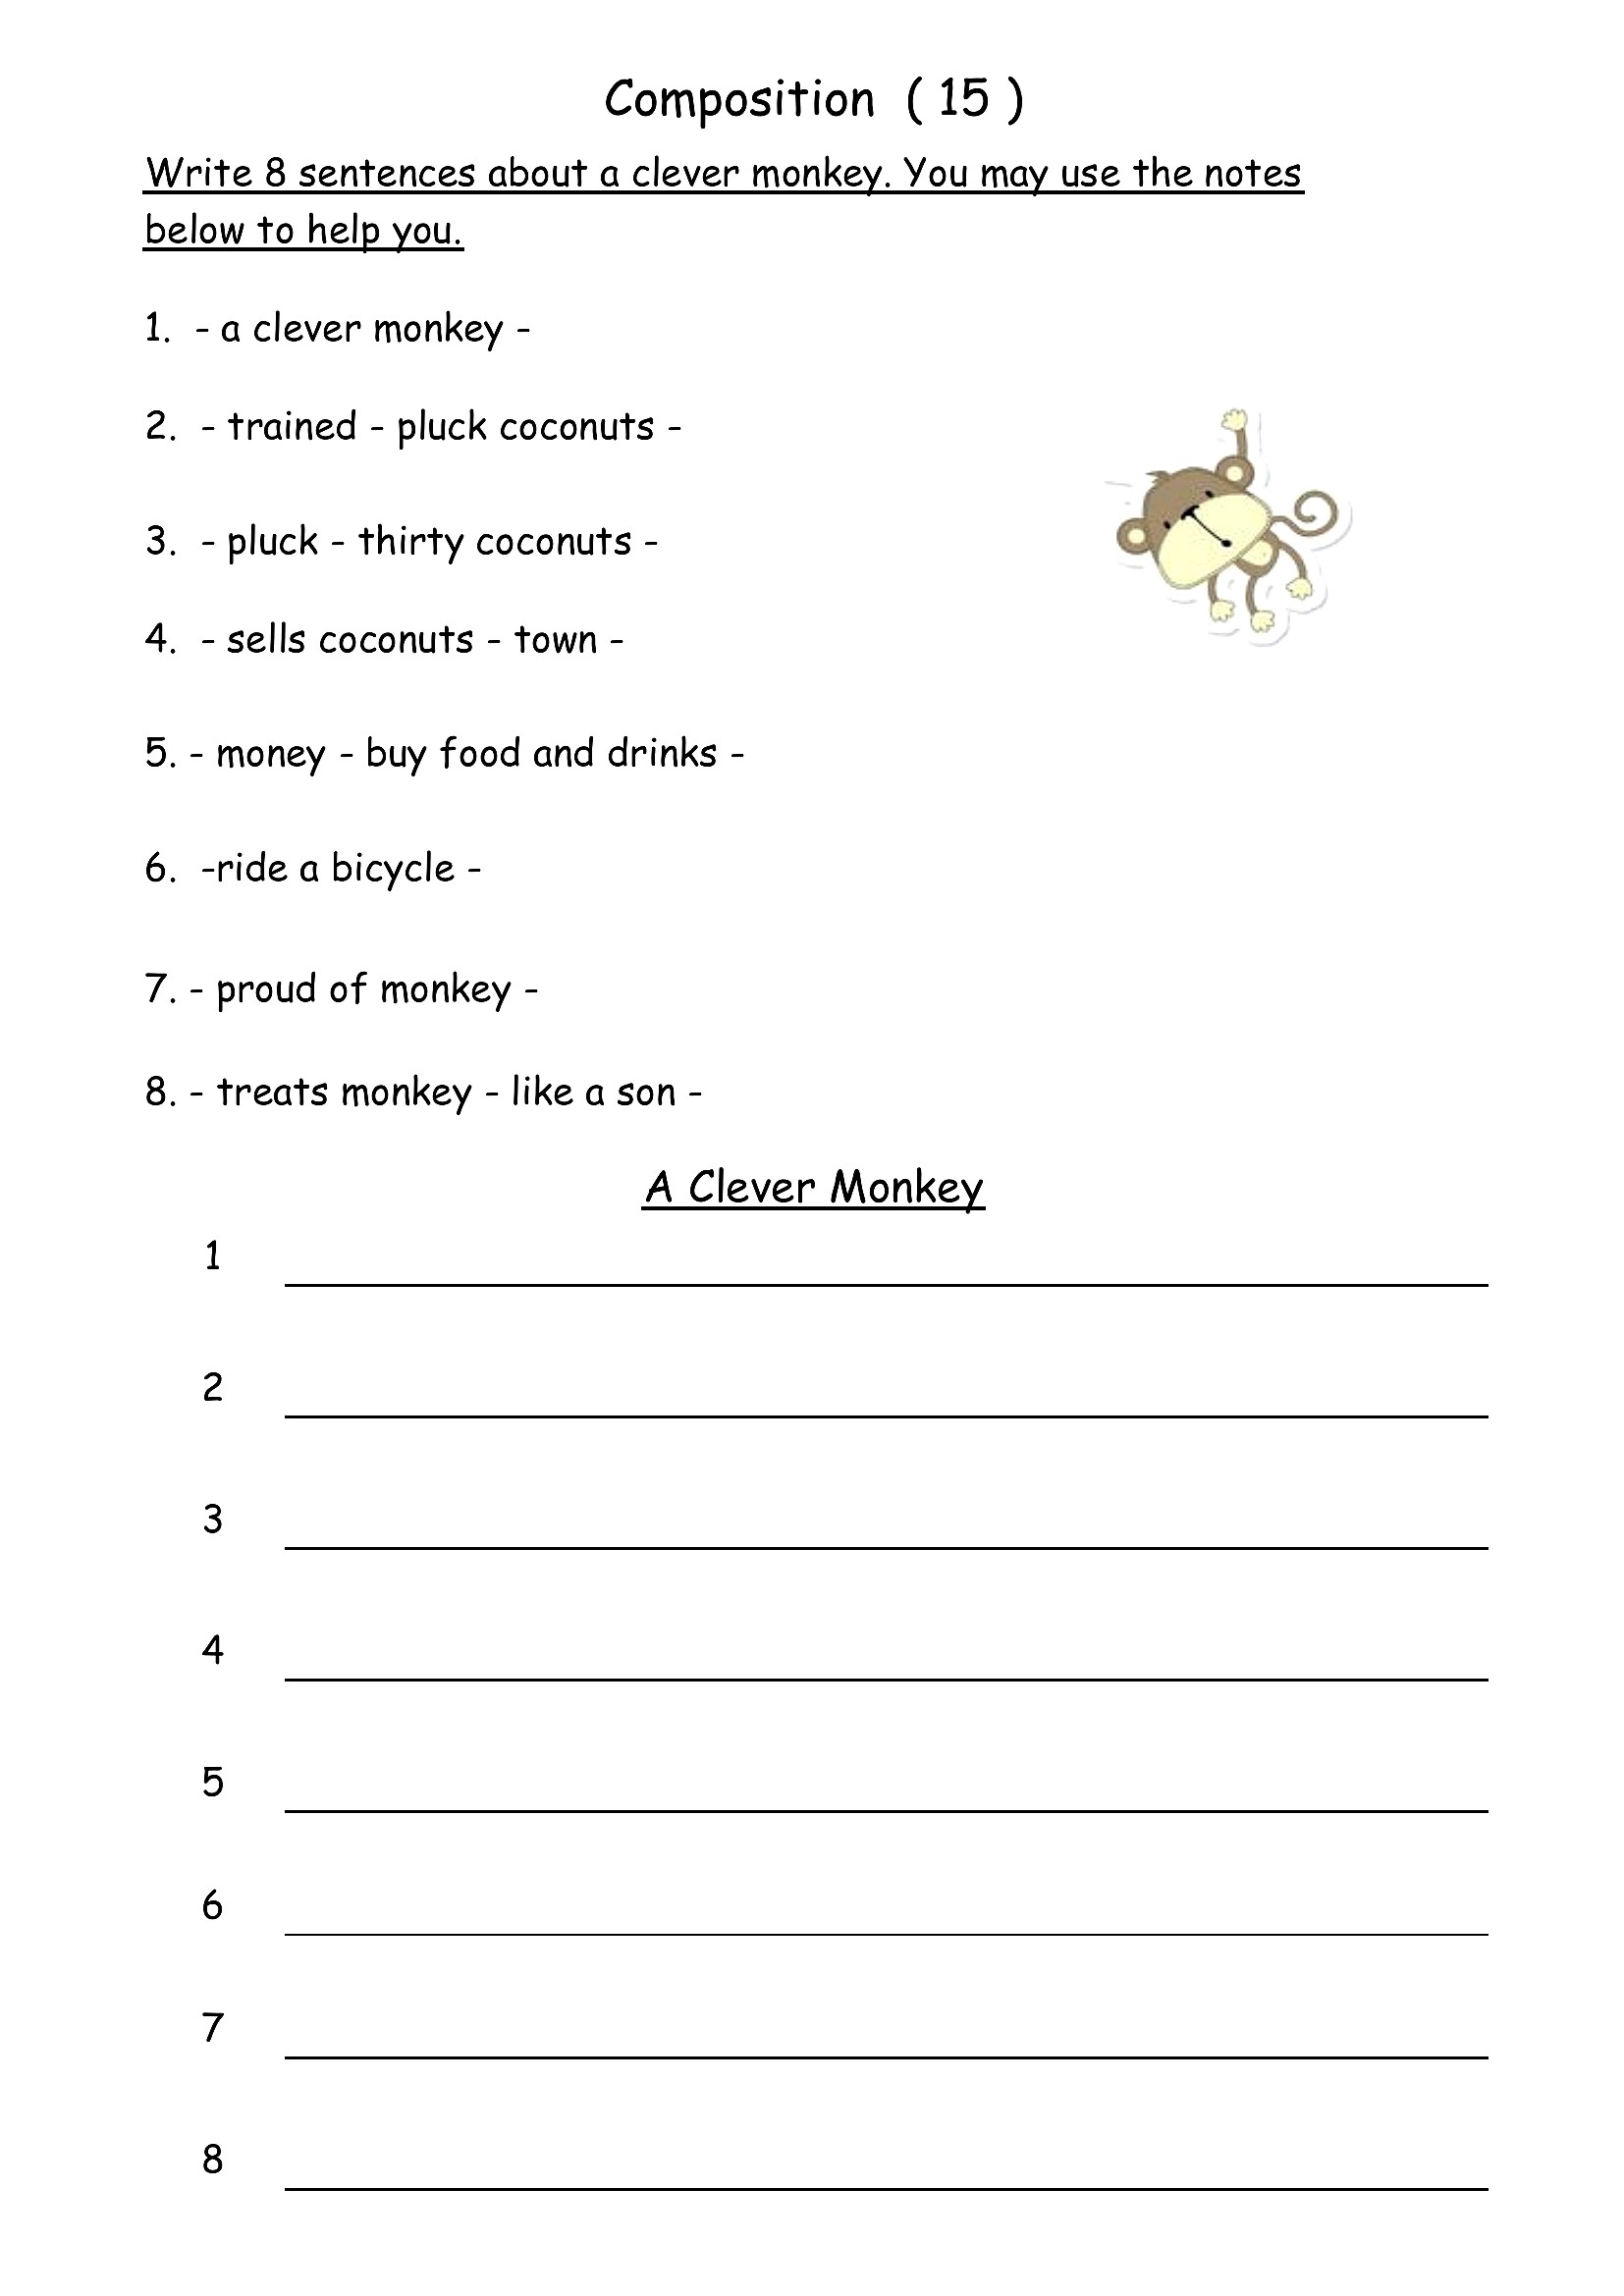 Composition ( 15 )
Write 8 sentences about a clever monkey. You may use the notes
below to help you.
1. - a clever monkey -
2. - trained - pluck coconuts -
3. - pluck - thirty coconuts -
4. - sells coconuts - town -
5. - money - buy food and drinks -
6. -ride a bicycle -
7. - proud of monkey -
8. - treats monkey - like a son -
A Clever Monkey
1
2
3
4
5
6
7
8